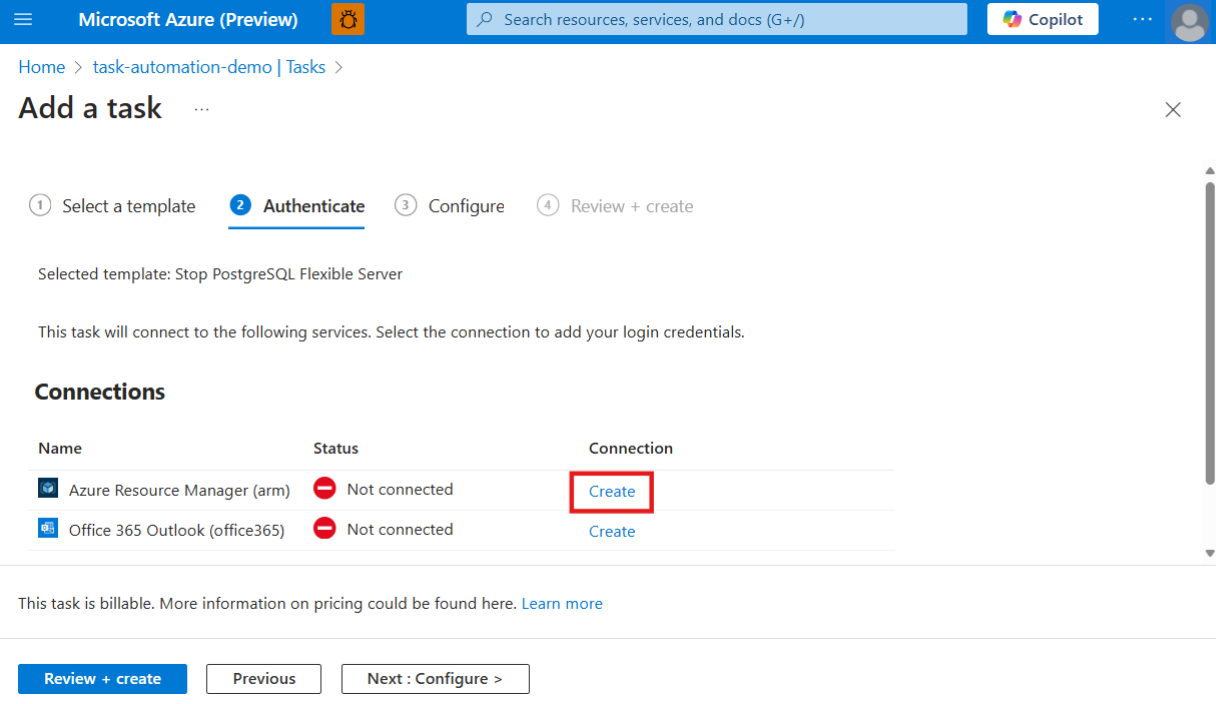 Microsoft Azure (Preview) Search resources, services, and docs (G+/) Copilot ...
Home > task-automation-demo | Tasks >
Add a task ...
1 Select a template 2 Authenticate 3 Configure 4 Review + create
Selected template: Stop PostgreSQL Flexible Server
This task will connect to the following services. Select the connection to add your login credentials.
Connections
Name Status Connection
Azure Resource Manager (arm) Not connected Create
Office 365 Outlook (office365) Not connected Create
This task is billable. More information on pricing could be found here. Learn more
Review + create Previous Next : Configure >